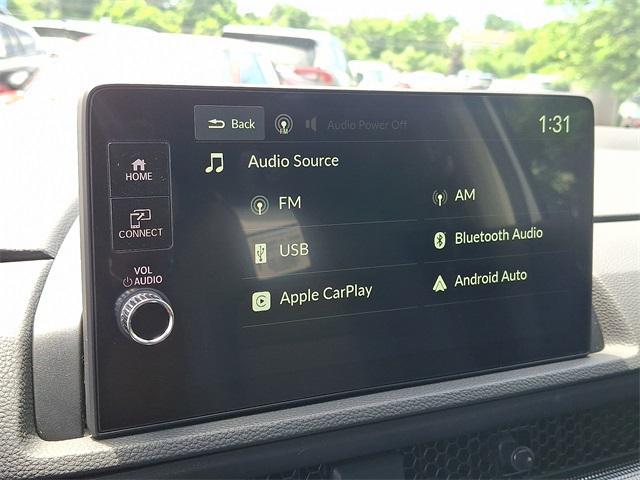 Back
FM
Audio Power Off
1:31
HOME
Audio Source
FM
AM
CONNECT
USB
Bluetooth Audio
VOL
AUDIO
Apple CarPlay
Android Auto